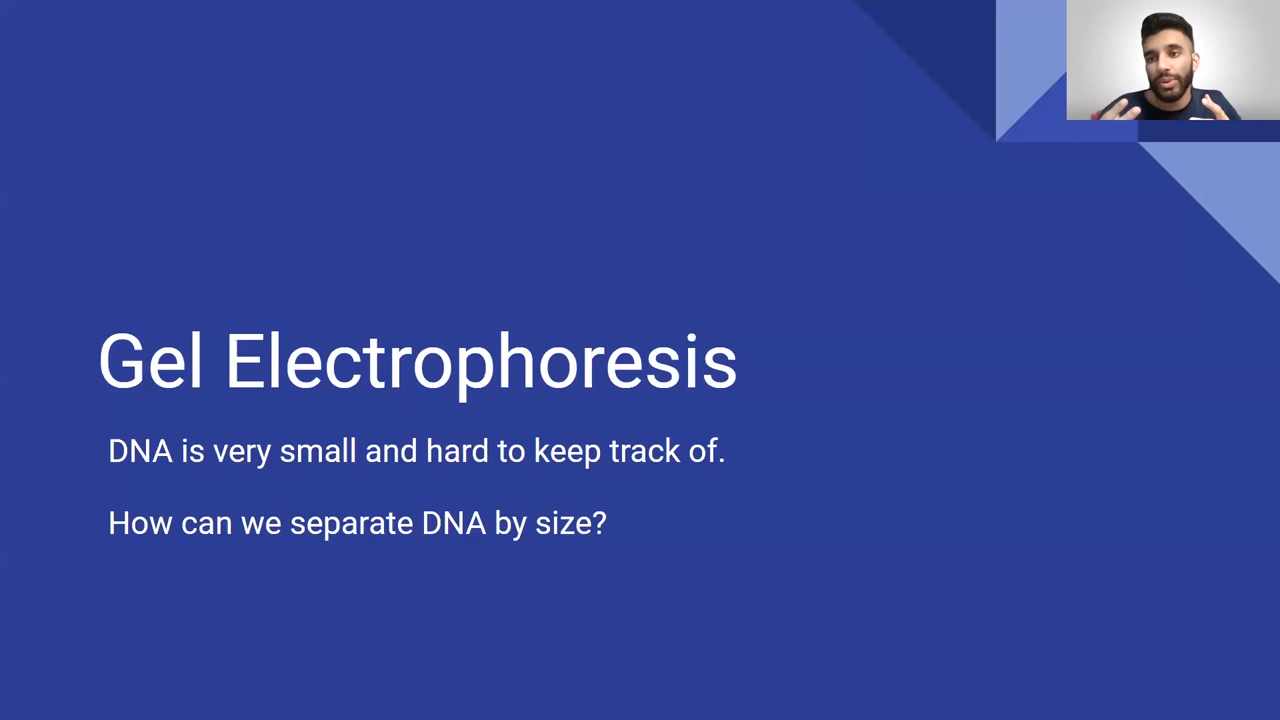 Gel Electrophoresis
DNA is very small and hard to keep track of.
How can we separate DNA by size?